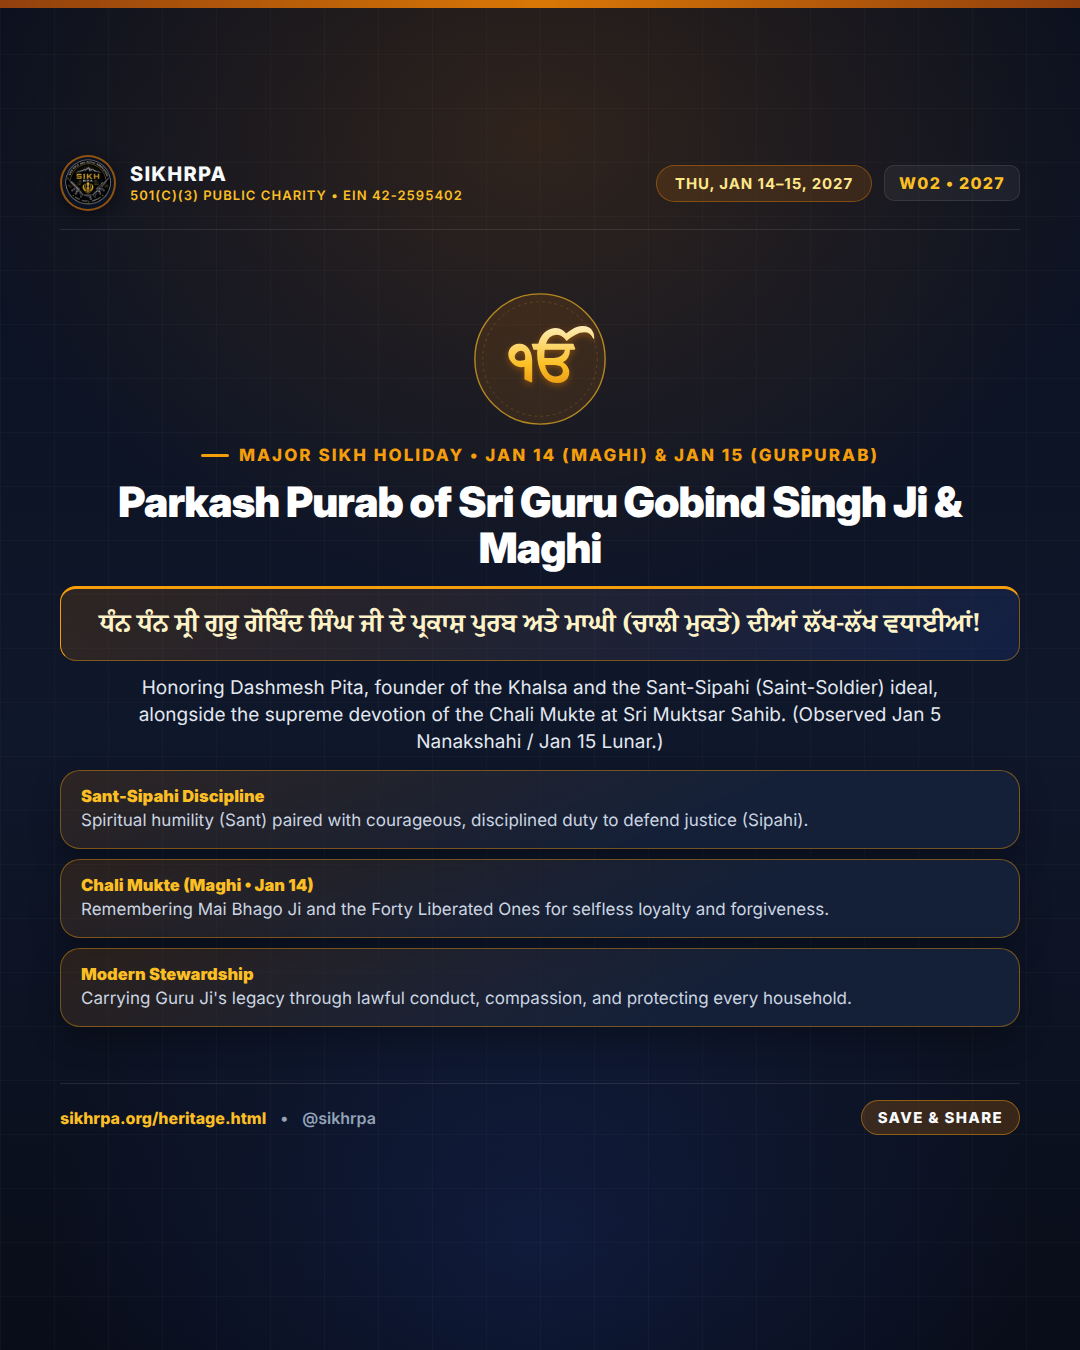 SIKH
SIKHRPA
501(C)(3) PUBLIC CHARITY • EIN 42-2595402
THU, JAN 14–15, 2027
W02 • 2027
ੴ
MAJOR SIKH HOLIDAY • JAN 14 (MAGHI) & JAN 15 (GURPURAB)
Parkash Purab of Sri Guru Gobind Singh Ji &
Maghi
ਧੰਨ ਧੰਨ ਸ੍ਰੀ ਗੁਰੂ ਗੋਬਿੰਦ ਸਿੰਘ ਜੀ ਦੇ ਪ੍ਰਕਾਸ਼ ਪੁਰਬ ਅਤੇ ਮਾਘੀ (ਚਾਲੀ ਮੁਕਤੇ) ਦੀਆਂ ਲੱਖ-ਲੱਖ ਵਧਾਈਆਂ!
Honoring Dashmesh Pita, founder of the Khalsa and the Sant-Sipahi (Saint-Soldier) ideal,
alongside the supreme devotion of the Chali Mukte at Sri Muktsar Sahib. (Observed Jan 5
Nanakshahi / Jan 15 Lunar.)
Sant-Sipahi Discipline
Spiritual humility (Sant) paired with courageous, disciplined duty to defend justice (Sipahi).
Chali Mukte (Maghi • Jan 14)
Remembering Mai Bhago Ji and the Forty Liberated Ones for selfless loyalty and forgiveness.
Modern Stewardship
Carrying Guru Ji's legacy through lawful conduct, compassion, and protecting every household.
sikhrpa.org/heritage.html • @sikhrpa
SAVE & SHARE